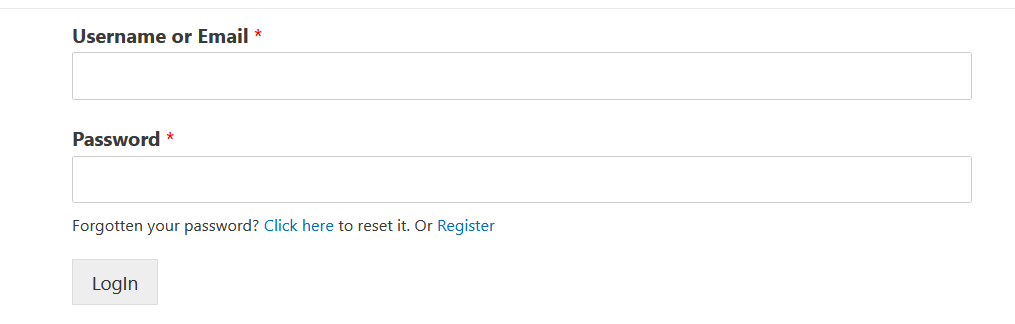 Username or Email *
Password *
Forgotten your password? Click here to reset it. Or Register
LogIn